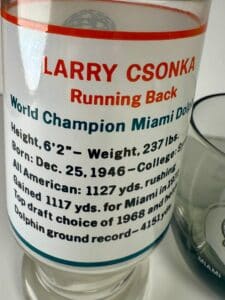 LARRY CSONKA
Running Back
World Champion Miami
Height, 6'2"— Weight, 237 lbs.
Born: Dec. 25, 1946—College:
All American: 1127 yds. rushing
Gained 1117 yds. for Miami in
Top draft choice of 1968 and
Dolphin ground record—4151
MIAMI